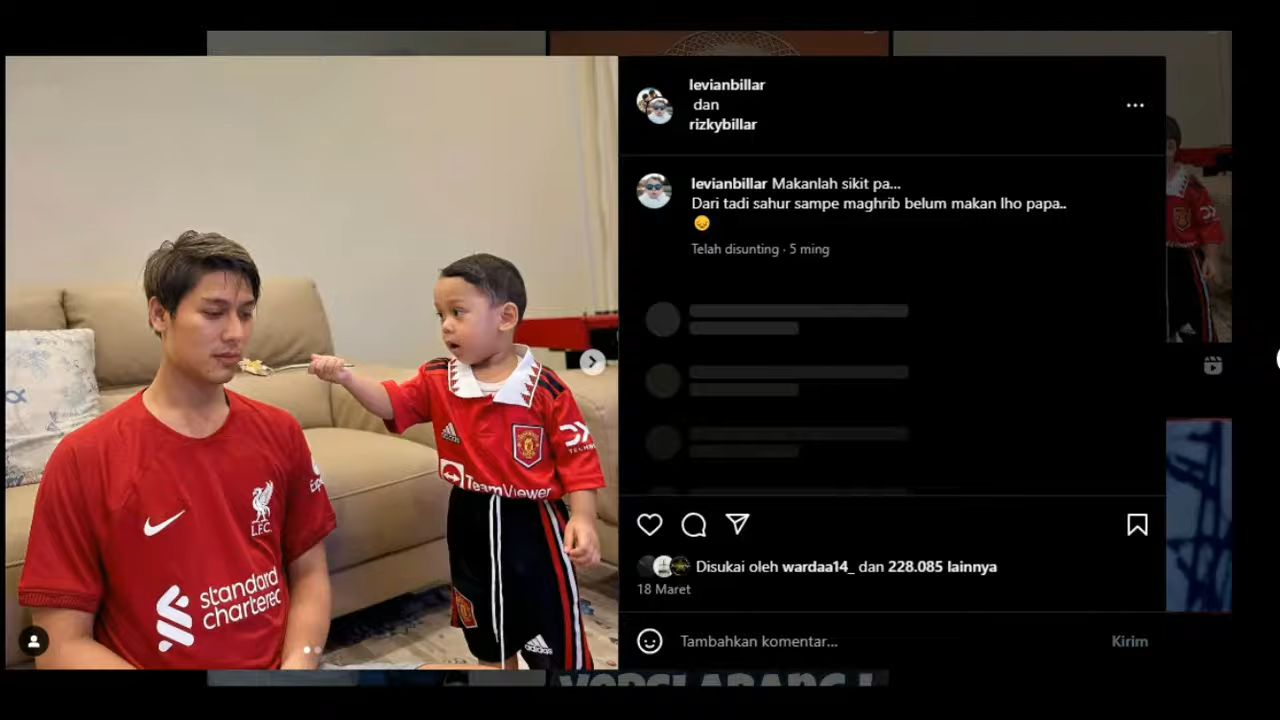 levianbillar
dan
rizkybillar
levianbillar Makanlah sikit pa...
Dari tadi sahur sampe maghrib belum makan lho papa..
Telah disunting · 5 ming
L.F.C.
standard
chartered
TeamViewer
adidas
Disukai oleh wardaa14_ dan 228.085 lainnya
18 Maret
Tambahkan komentar...
Kirim